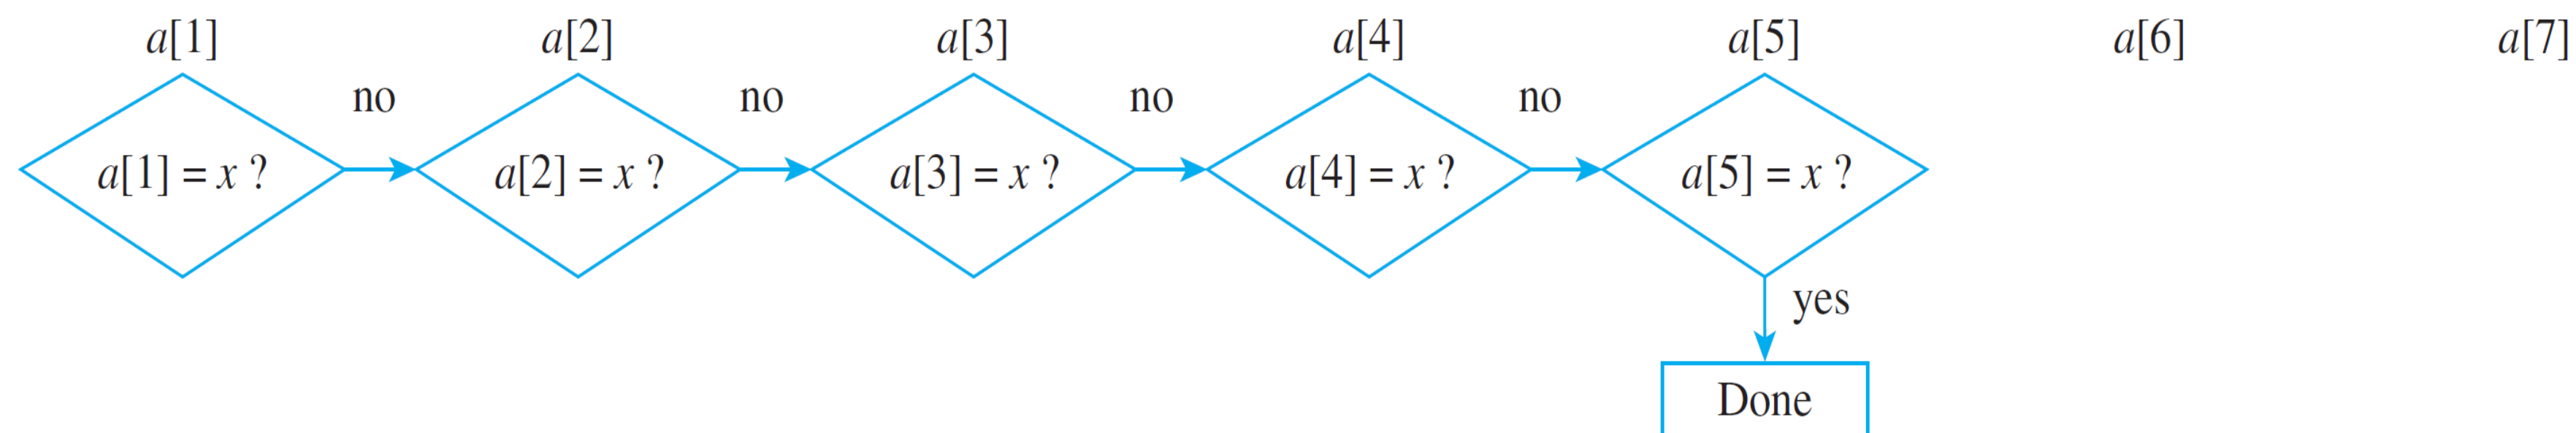 a[1] a[2] a[3] a[4] a[5] a[6] a[7]
no no no no
a[1] = x ? a[2] = x ? a[3] = x ? a[4] = x ? a[5] = x ?
yes
Done